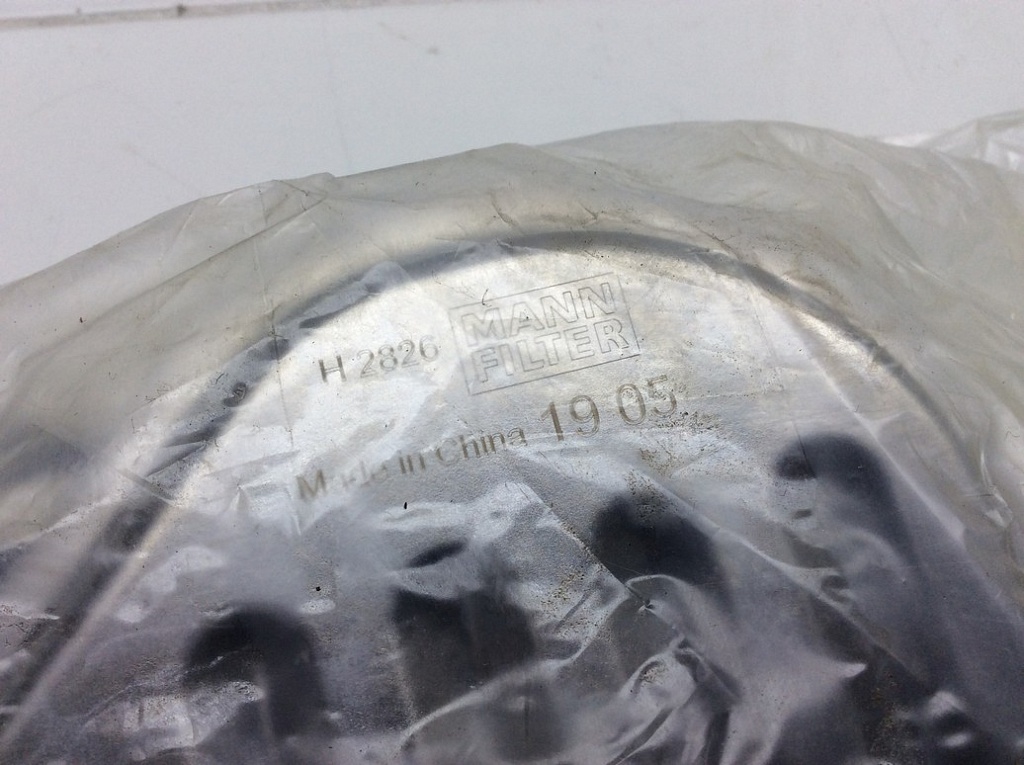 MANN
FILTER
H 2826
Made in China 19 05